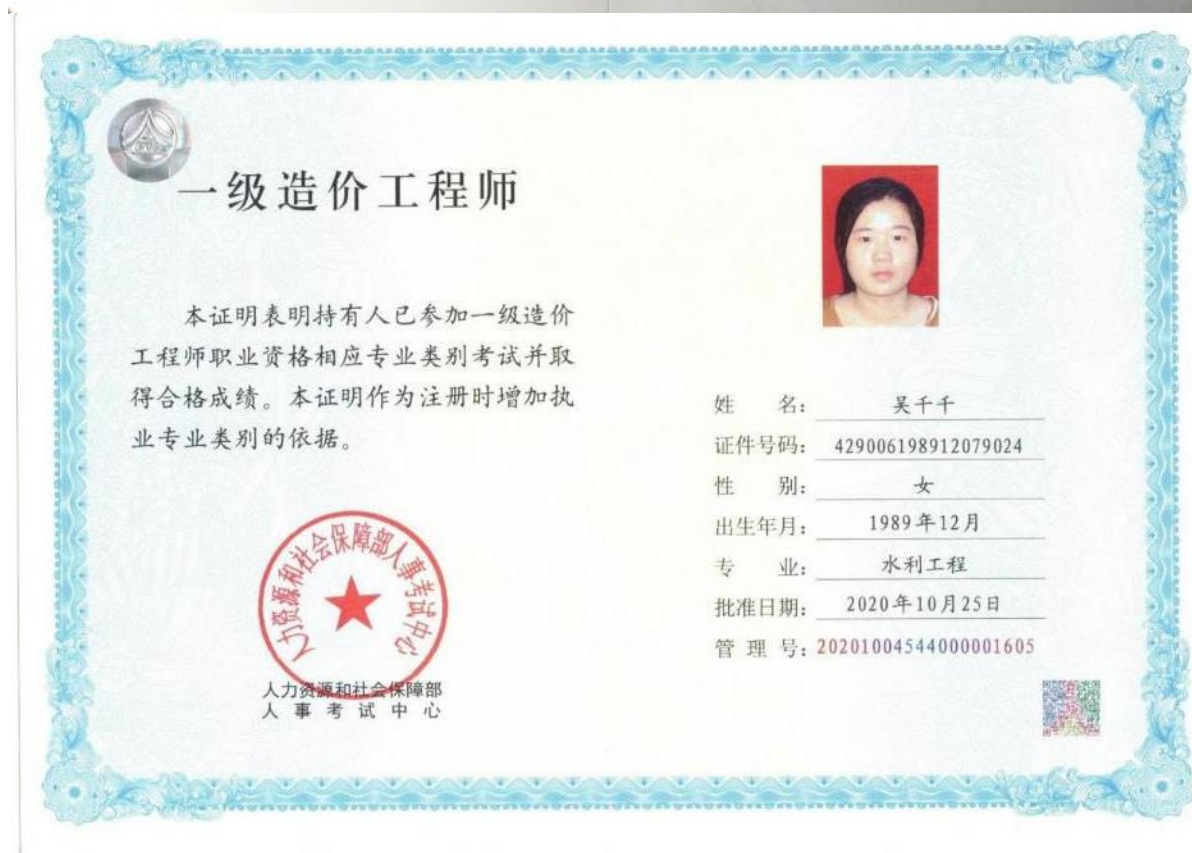 一级造价工程师
本证明表明持有人已参加一级造价
工程师职业资格相应专业类别考试并取
得合格成绩。本证明作为注册时增加执
业专业类别的依据。
人力资源和社会保障部人事考试中心
人力资源和社会保障部
人事考试中心
姓名：吴千千
证件号码：429006198912079024
性别：女
出生年月：1989年12月
专业：水利工程
批准日期：2020年10月25日
管理号：20201004544000001605